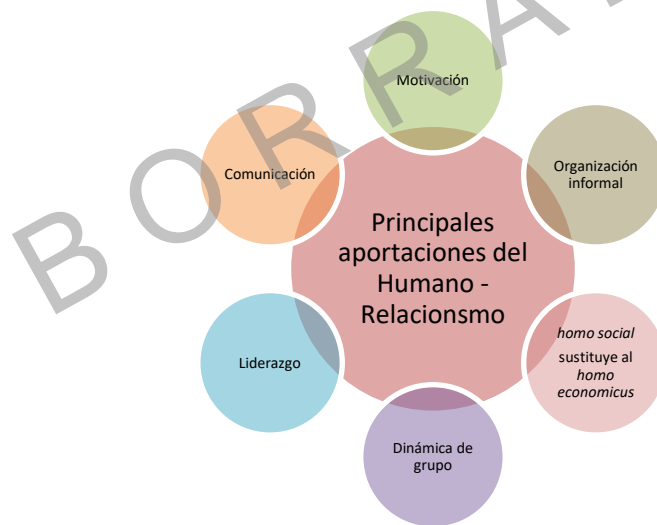 BORRA
Motivación
Comunicación
Organización
informal
Principales
aportaciones del
Humano -
Relacionsmo
homo social
sustituye al
homo
economicus
Liderazgo
Dinámica de
grupo